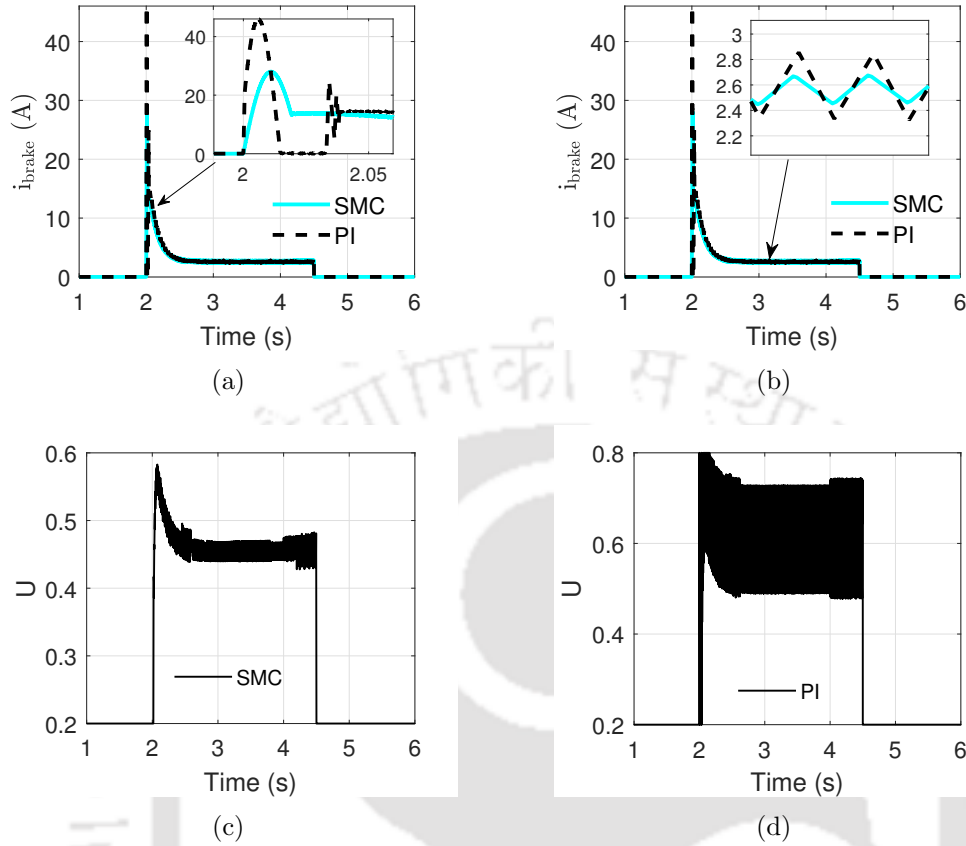 40
30
20
10
0
i_brake (A)
40
20
0
2
2.05
SMC
PI
1 2 3 4 5 6
Time (s)
(a)
40
30
20
10
0
i_brake (A)
3
2.8
2.6
2.4
2.2
SMC
PI
1 2 3 4 5 6
Time (s)
(b)
0.6
0.5
0.4
0.3
0.2
U
SMC
1 2 3 4 5 6
Time (s)
(c)
0.8
0.6
0.4
0.2
U
PI
1 2 3 4 5 6
Time (s)
(d)